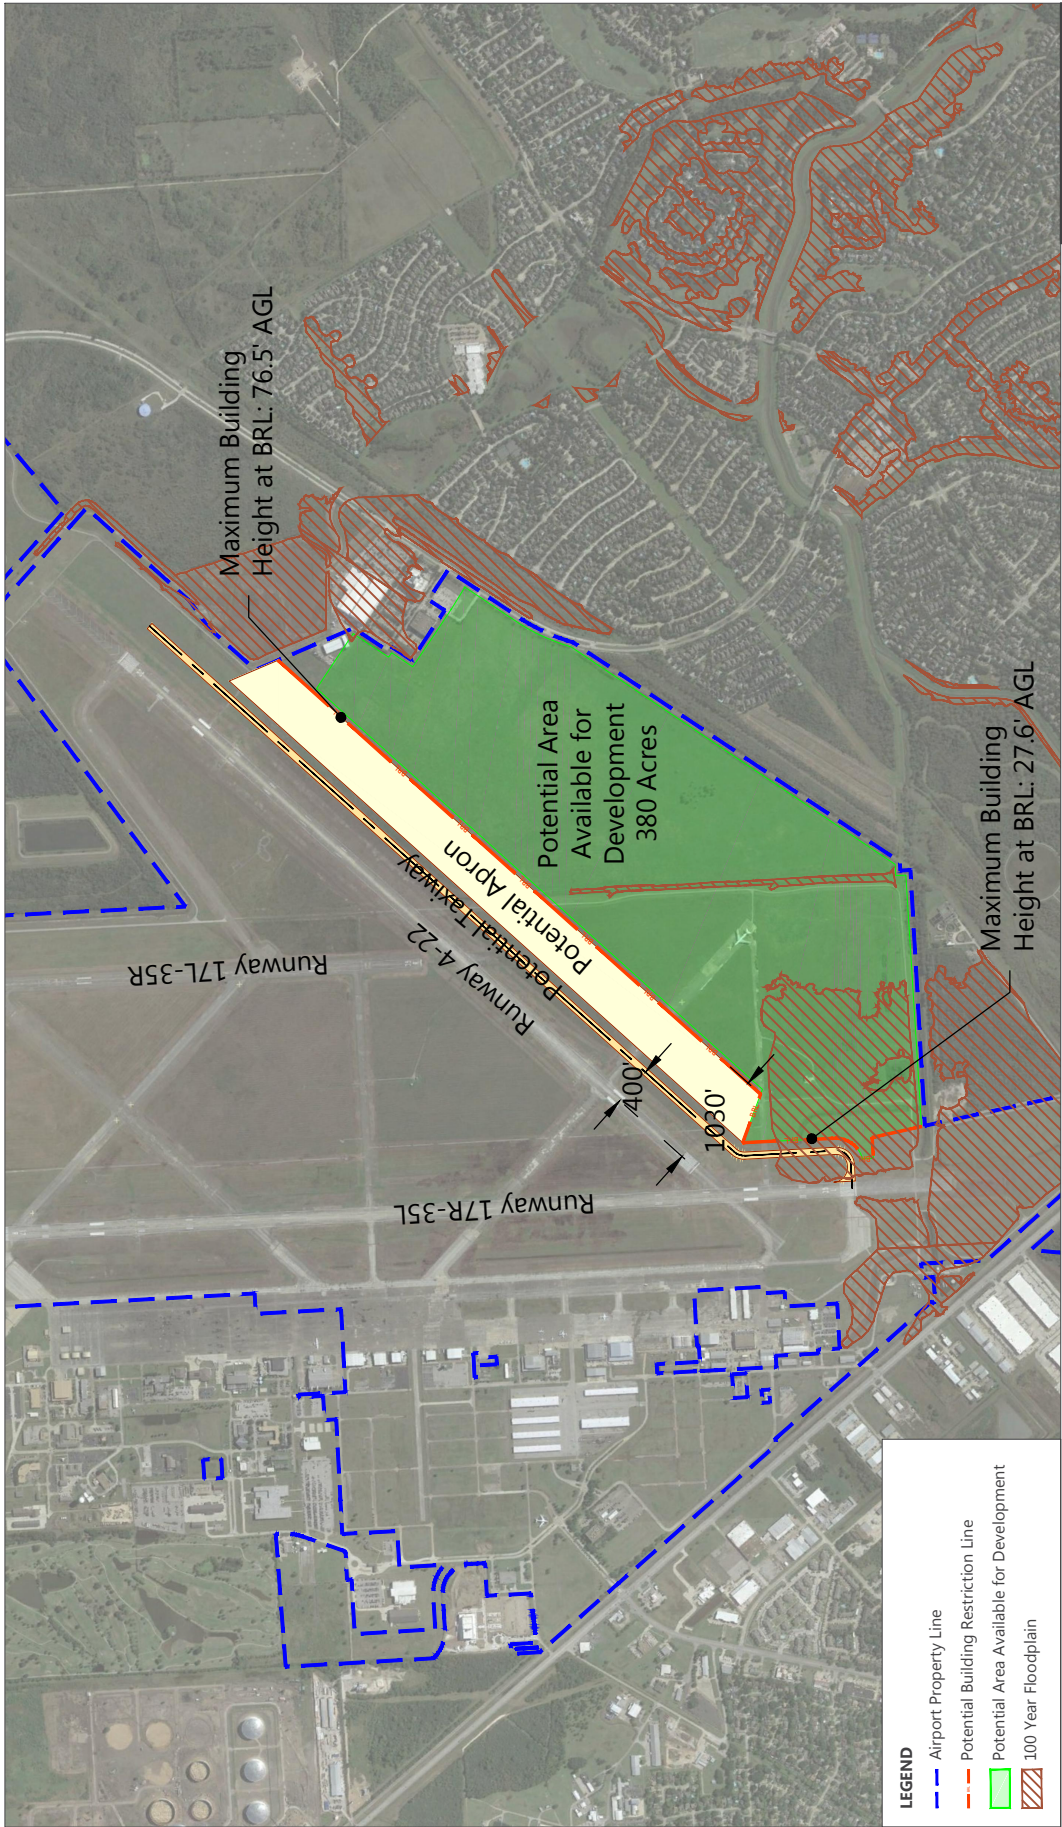 Maximum Building
Height at BRL: 76.5' AGL
Potential Area
Available for
Development
380 Acres
Maximum Building
Height at BRL: 27.6' AGL
Potential Apron
Potential Taxiway
Runway 4-22
Runway 17L-35R
400'
1030'
Runway 17R-35L
LEGEND
Airport Property Line
Potential Building Restriction Line
Potential Area Available for Development
100 Year Floodplain